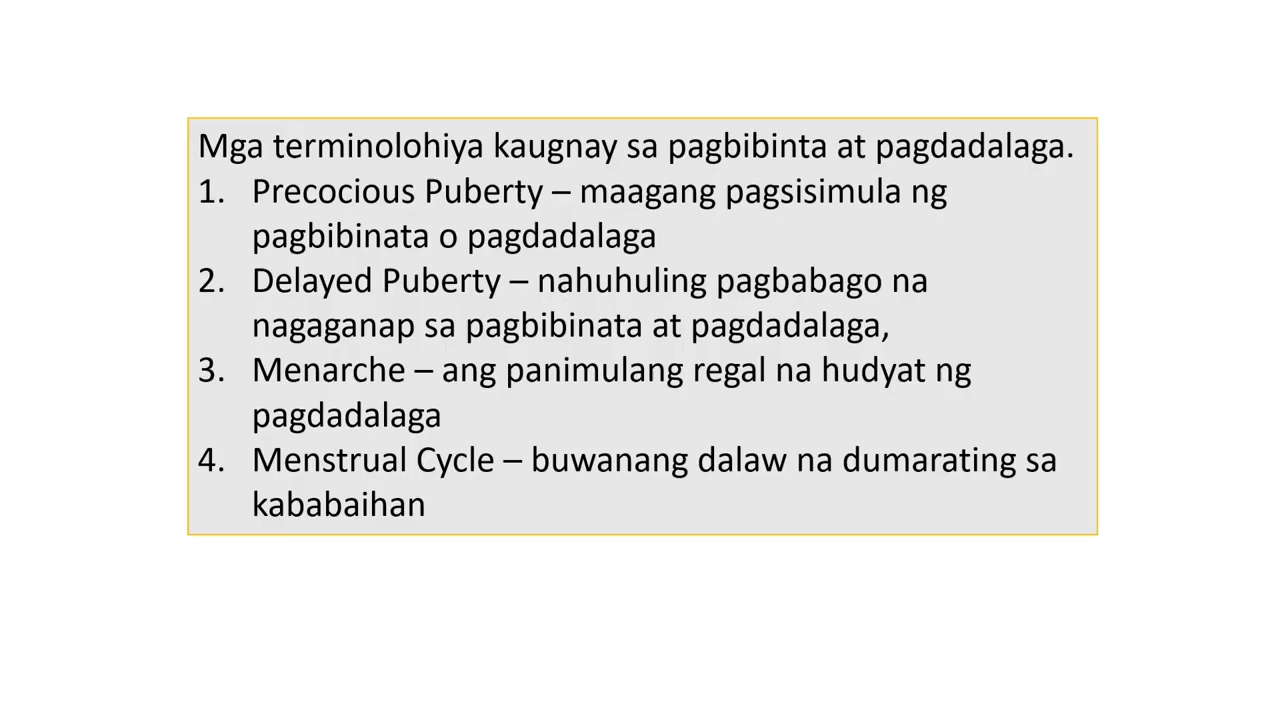 Mga terminolohiya kaugnay sa pagbibinta at pagdadalaga.
1. Precocious Puberty – maagang pagsisimula ng
pagbibinata o pagdadalaga
2. Delayed Puberty – nahuhuling pagbabago na
nagaganap sa pagbibinata at pagdadalaga,
3. Menarche – ang panimulang regal na hudyat ng
pagdadalaga
4. Menstrual Cycle – buwanang dalaw na dumarating sa
kababaihan